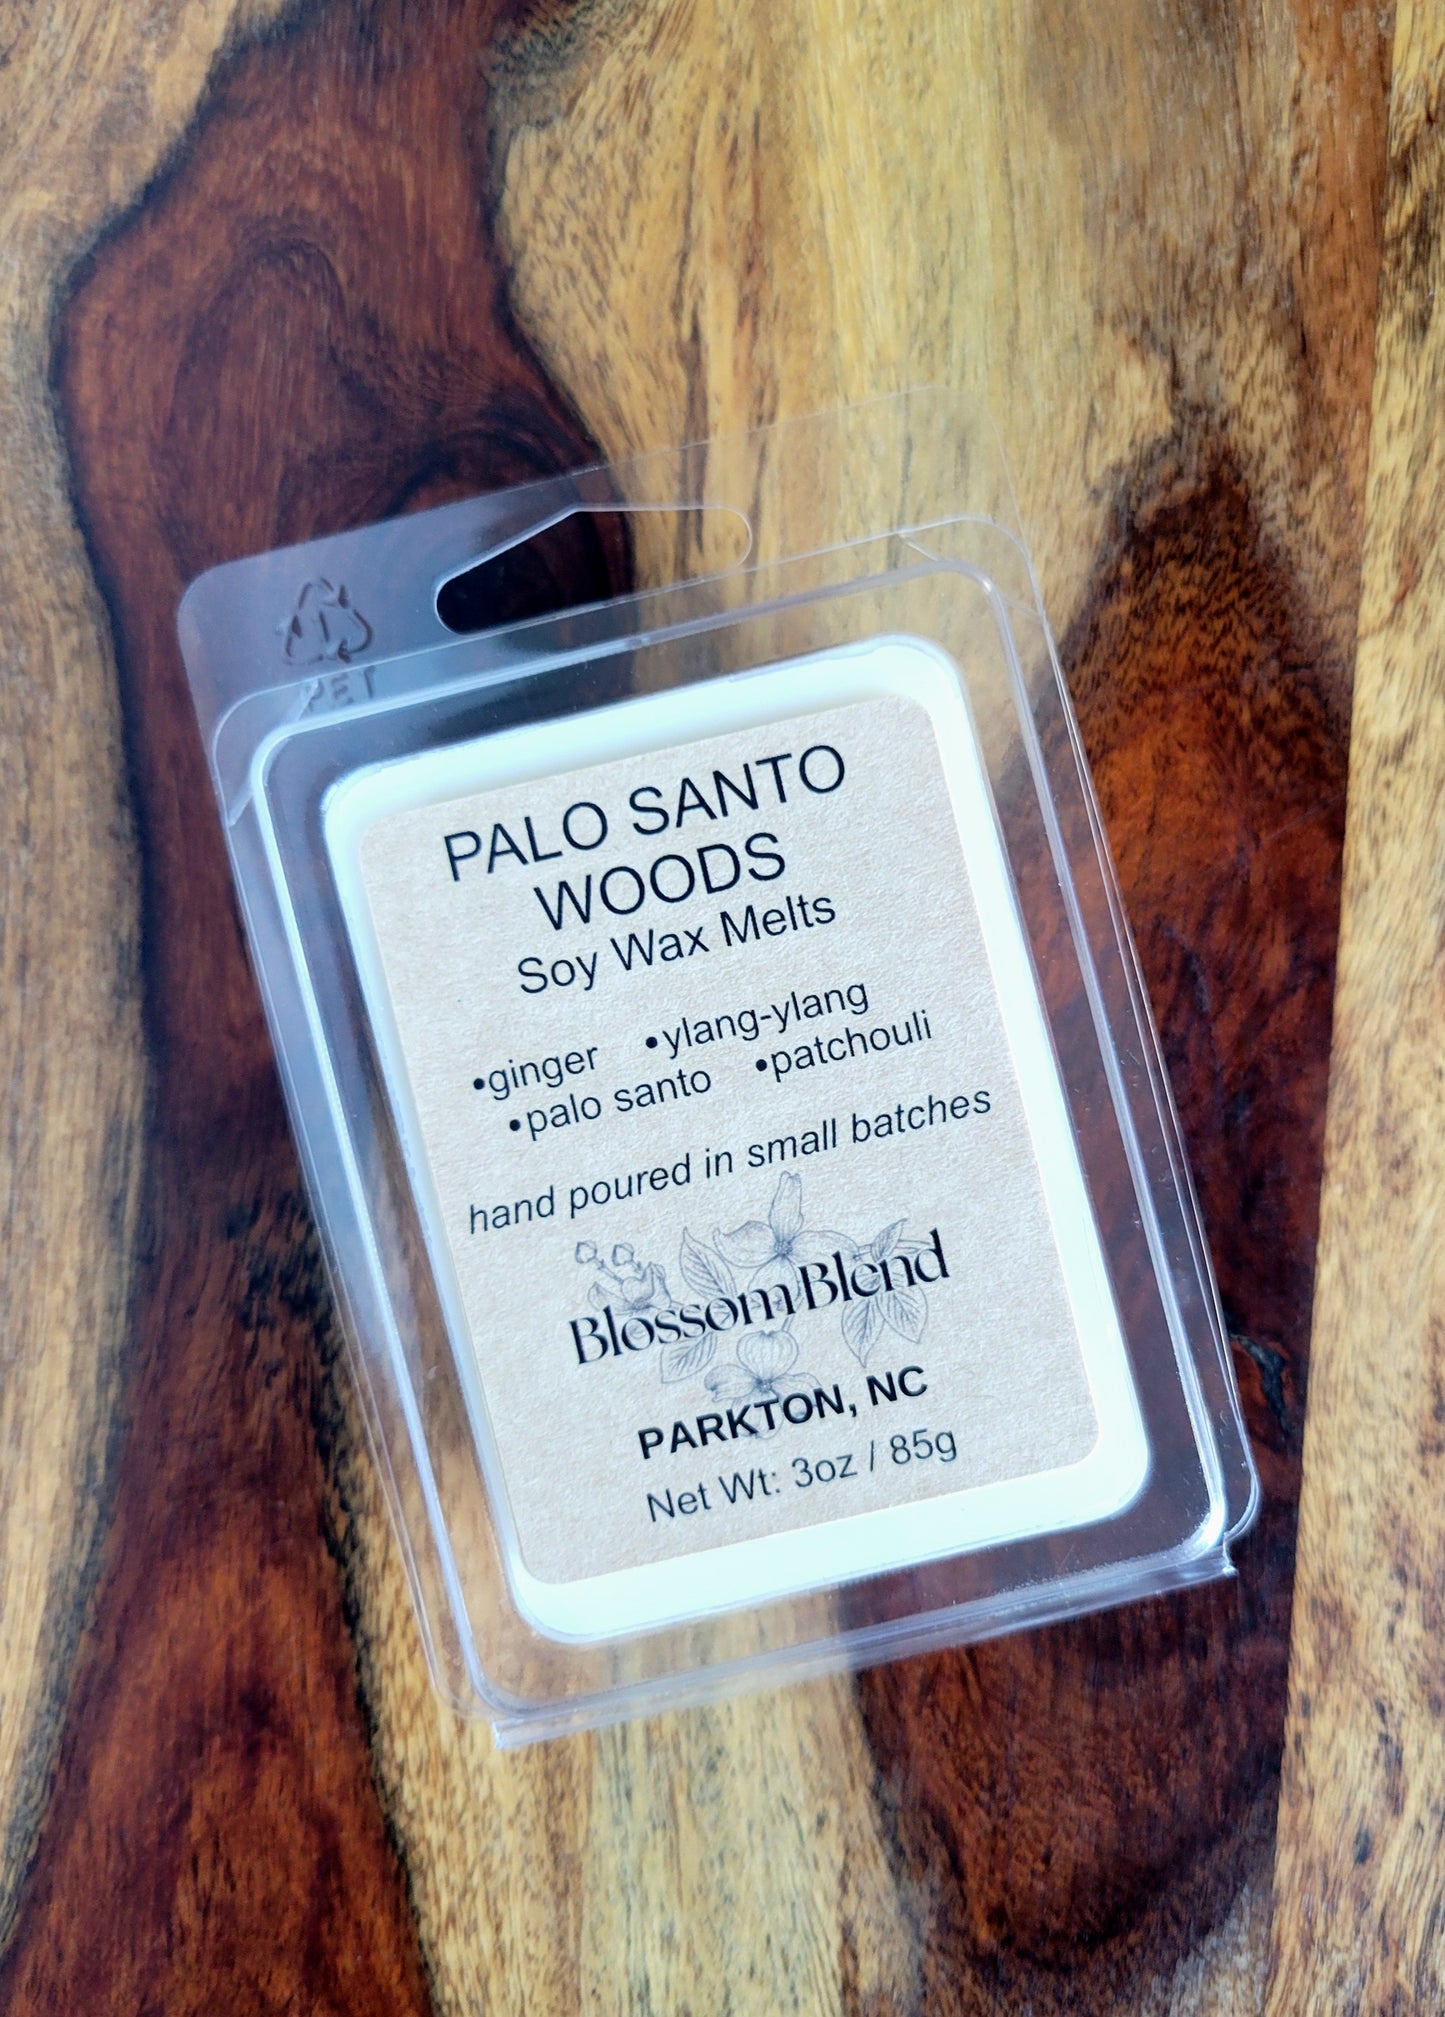 PET
PALO SANTO
WOODS
Soy Wax Melts
•ginger •ylang-ylang
•palo santo •patchouli
hand poured in small batches
Blossom Blend
PARKTON, NC
Net Wt: 3oz / 85g